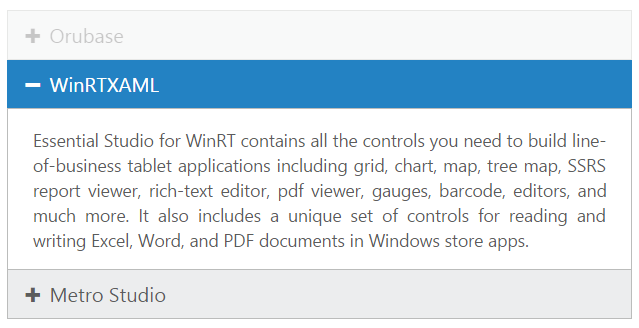 Orubase
WinRTXAML
Essential Studio for WinRT contains all the controls you need to build line-
of-business tablet applications including grid, chart, map, tree map, SSRS
report viewer, rich-text editor, pdf viewer, gauges, barcode, editors, and
much more. It also includes a unique set of controls for reading and
writing Excel, Word, and PDF documents in Windows store apps.
Metro Studio